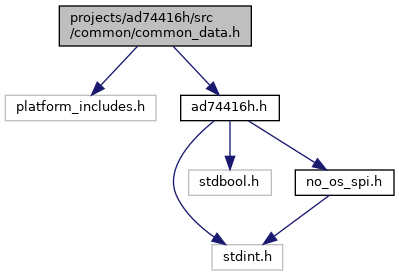 projects/ad74416h/src
/common/common_data.h
platform_includes.h
ad74416h.h
stdbool.h
no_os_spi.h
stdint.h